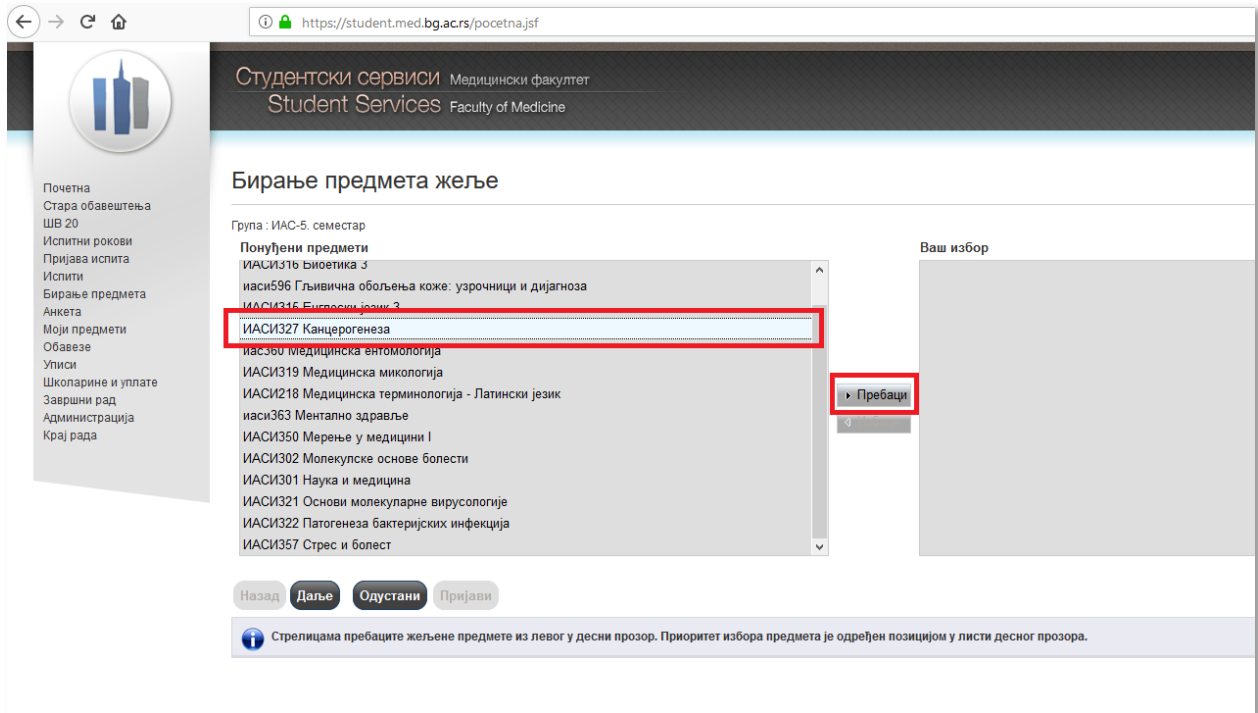 https://student.med.bg.ac.rs/pocetna.jsf
Студентски сервиси Медицински факултет
Student Services Faculty of Medicine
Почетна
Стара обавештења
ШВ 20
Испитни рокови
Пријава испита
Испити
Бирање предмета
Анкета
Моји предмети
Обавезе
Уписи
Школарине и уплате
Завршни рад
Администрација
Крај рада
Бирање предмета жеље
Група : ИАС-5. семестар
Понуђени предмети
ИАСИ316 Биоетика 3
иаси596 Гљивична обољења коже: узрочници и дијагноза
ИАСИ315 Енглески језик 3
ИАСИ327 Канцерогенеза
иас360 Медицинска ентомологија
ИАСИ319 Медицинска микологија
ИАСИ218 Медицинска терминологија - Латински језик
иаси363 Ментално здравље
ИАСИ350 Мерење у медицини I
ИАСИ302 Молекулске основе болести
ИАСИ301 Наука и медицина
ИАСИ321 Основи молекуларне вирусологије
ИАСИ322 Патогенеза бактеријских инфекција
ИАСИ357 Стрес и болест
Пребаци
Ваш избор
Назад Даље Одустани Пријави
Стрелицама пребаците жељене предмете из левог у десни прозор. Приоритет избора предмета је одређен позицијом у листи десног прозора.